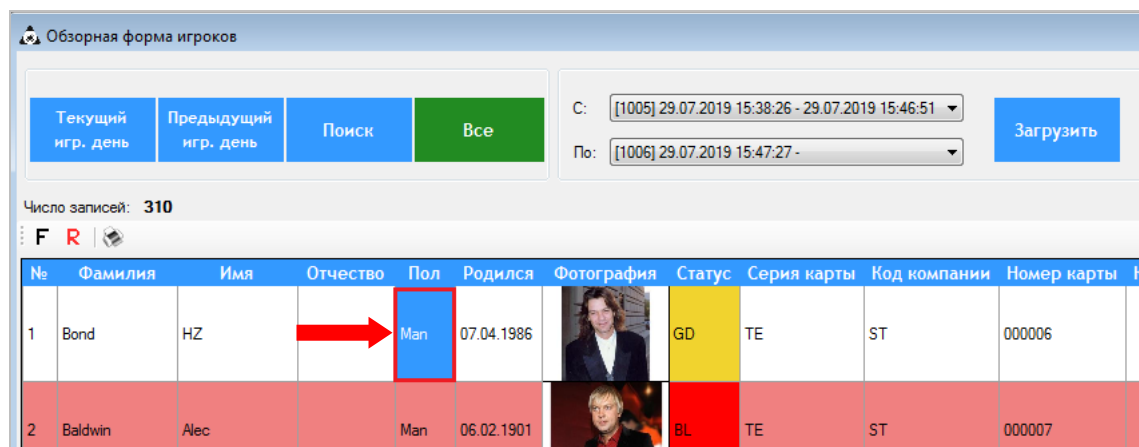 Обзорная форма игроков
Текущий игр. день
Предыдущий игр. день
Поиск
Все
С: [1005] 29.07.2019 15:38:26 - 29.07.2019 15:46:51
По: [1006] 29.07.2019 15:47:27 -
Загрузить
Число записей: 310
F R
№ Фамилия Имя Отчество Пол Родился Фотография Статус Серия карты Код компании Номер карты
1 Bond HZ Man 07.04.1986 GD TE ST 000006
2 Baldwin Alec Man 06.02.1901 BL TE ST 000007